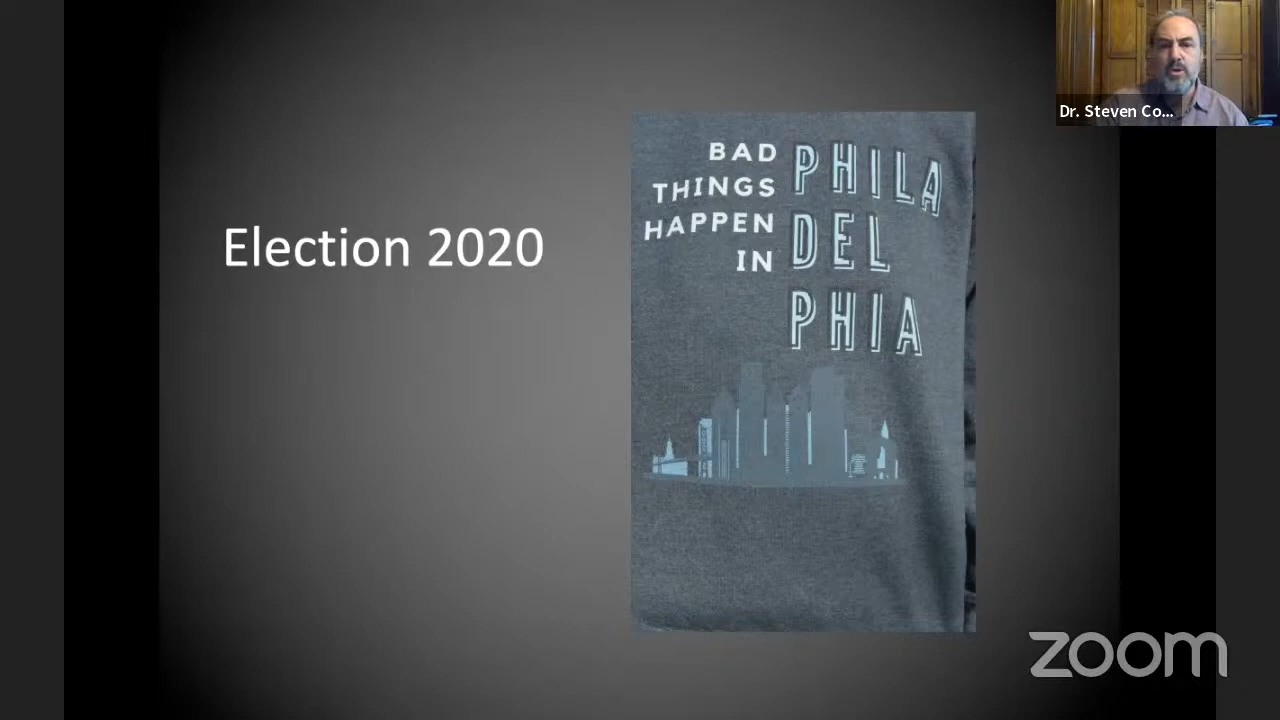 Dr. Steven Co...
Election 2020
BAD
THINGS
HAPPEN
IN
PHILA
DEL
PHIA
zoom